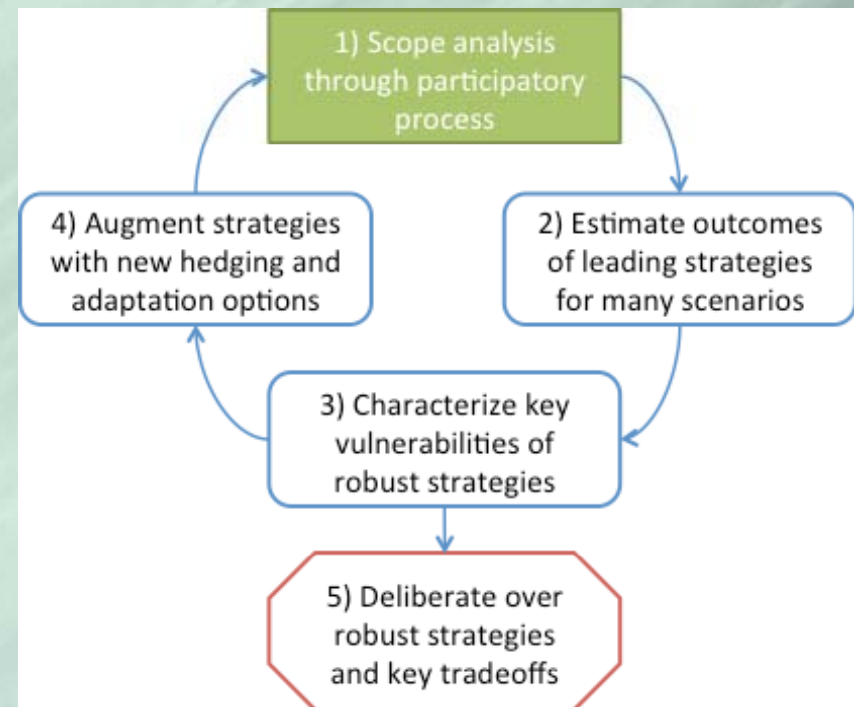 1) Scope analysis
through participatory
process
2) Estimate outcomes
of leading strategies
for many scenarios
3) Characterize key
vulnerabilities of
robust strategies
4) Augment strategies
with new hedging and
adaptation options
5) Deliberate over
robust strategies
and key tradeoffs